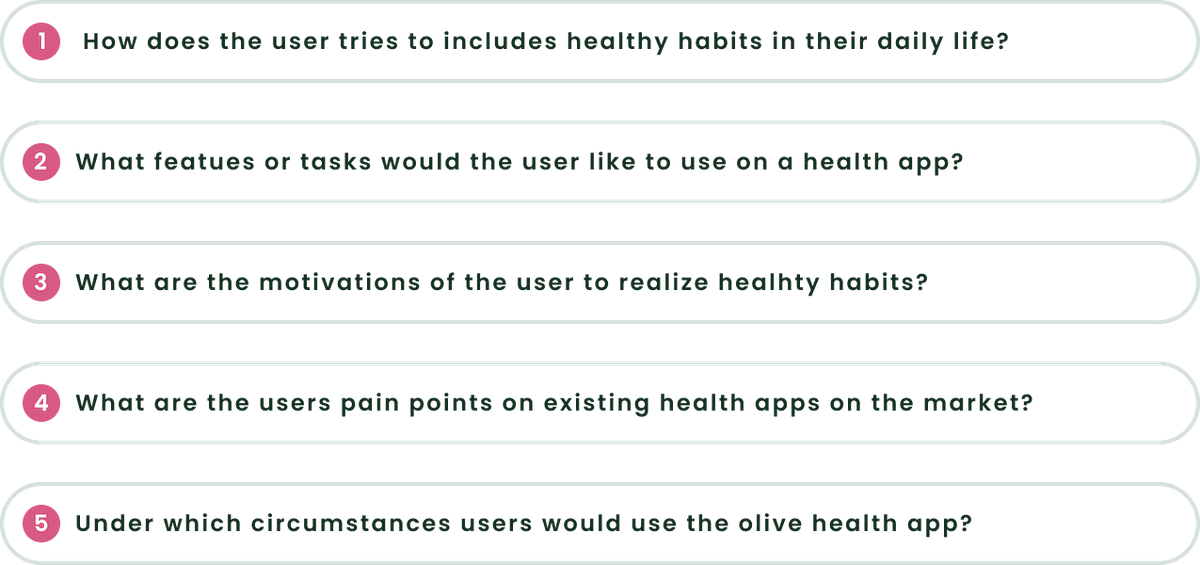 1 How does the user tries to includes healthy habits in their daily life?
2 What featues or tasks would the user like to use on a health app?
3 What are the motivations of the user to realize healhty habits?
4 What are the users pain points on existing health apps on the market?
5 Under which circumstances users would use the olive health app?